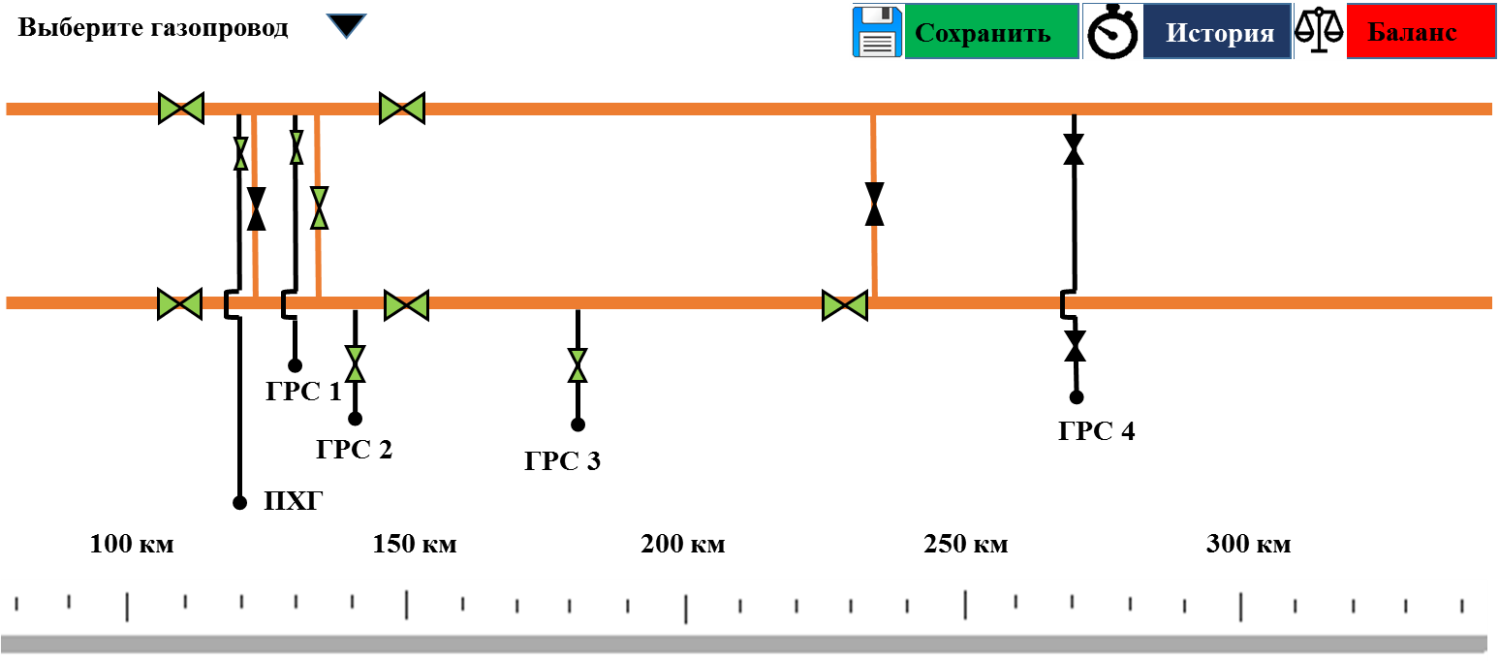 Выберите газопровод
Сохранить
История
Баланс
ГРС 1
ГРС 2
ГРС 3
ГРС 4
ПХГ
100 км
150 км
200 км
250 км
300 км